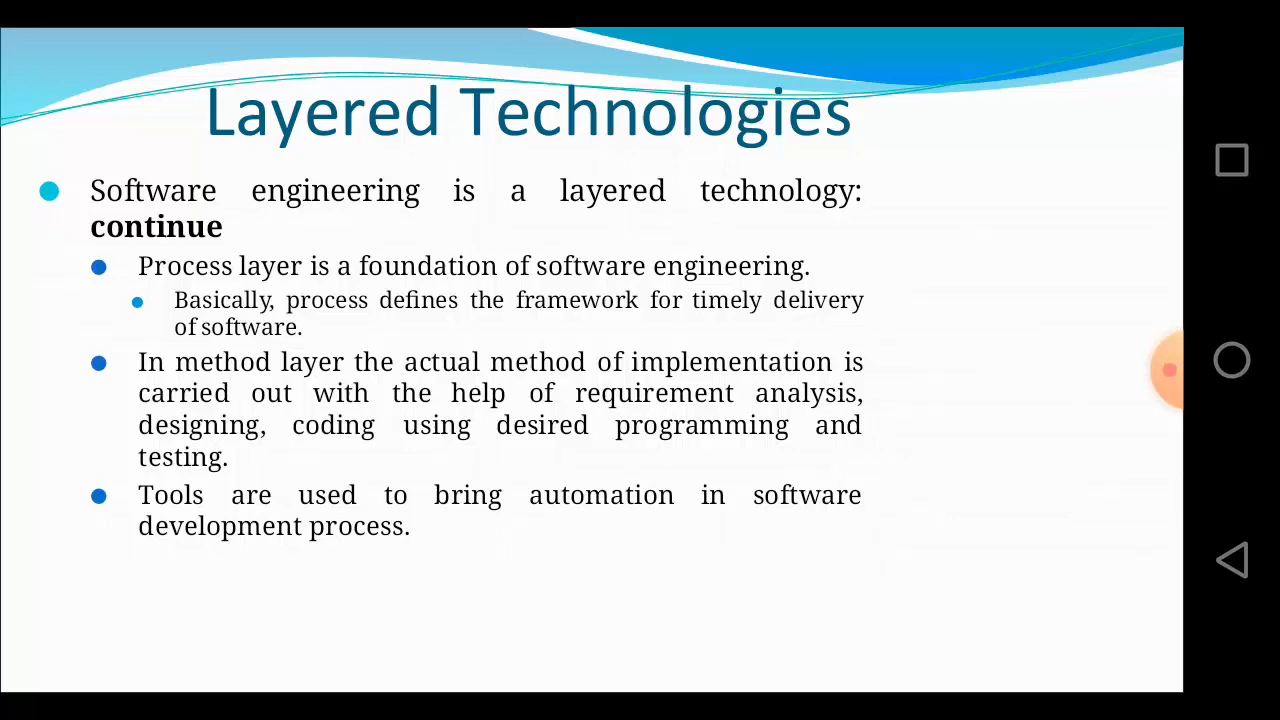 Layered Technologies
Software engineering is a layered technology:
continue
Process layer is a foundation of software engineering.
Basically, process defines the framework for timely delivery
of software.
In method layer the actual method of implementation is
carried out with the help of requirement analysis,
designing, coding using desired programming and
testing.
Tools are used to bring automation in software
development process.